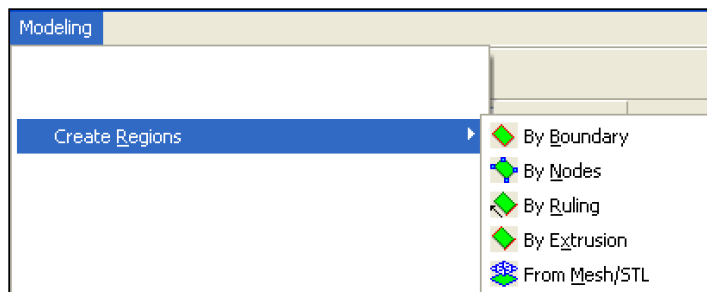 Modeling
Create Regions
By Boundary
By Nodes
By Ruling
By Extrusion
From Mesh/STL